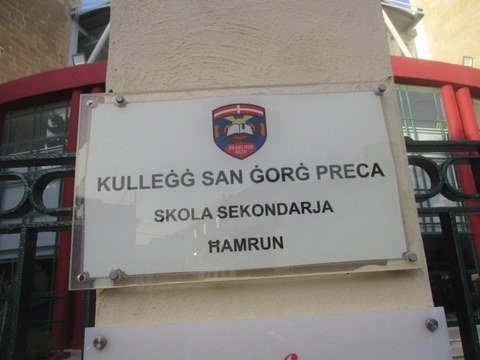 KULLEĠĠ SAN ĠORĠ PRECA
SKOLA SEKONDARJA
ĦAMRUN